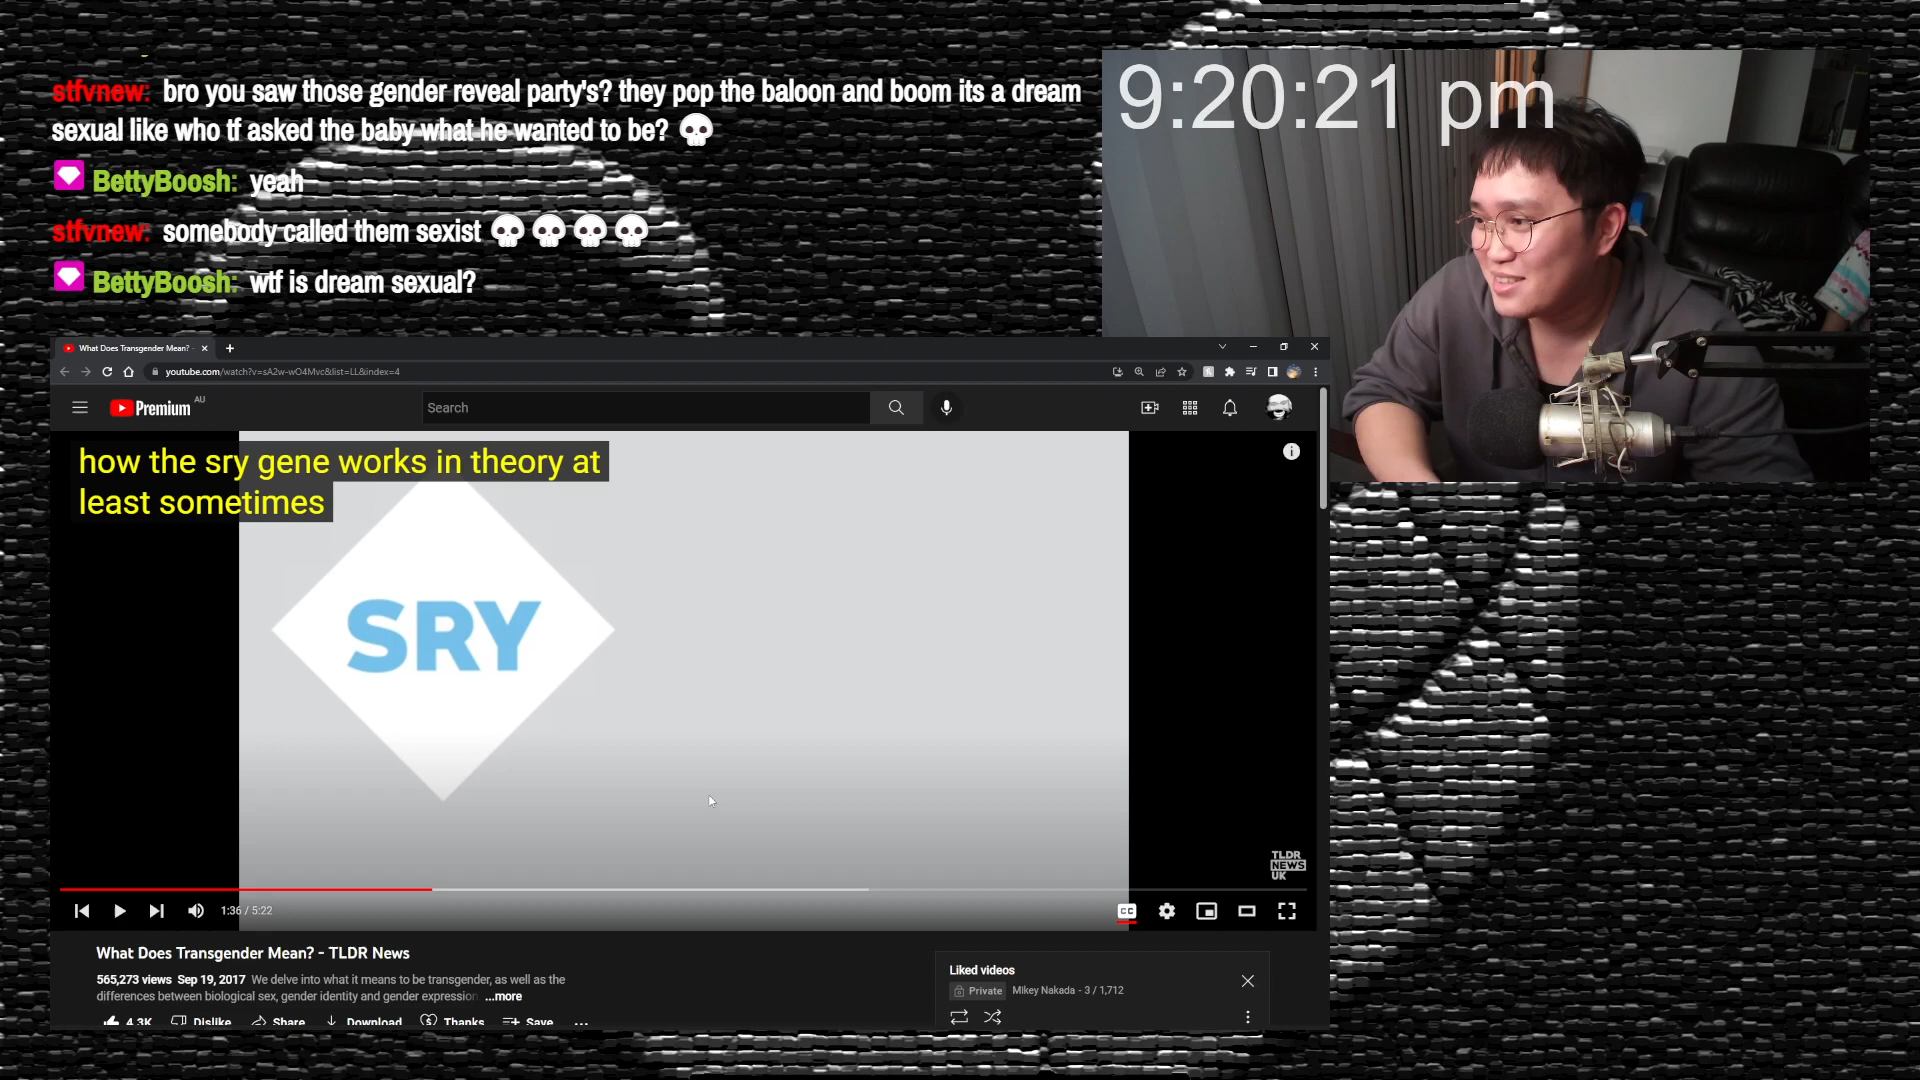 stfvnew: bro you saw those gender reveal party's? they pop the baloon and boom its a dream
sexual like who tf asked the baby what he wanted to be? 💀
BettyBoosh: yeah
stfvnew: somebody called them sexist 💀 💀 💀 💀
BettyBoosh: wtf is dream sexual?
9:20:21 pm
What Does Transgender Mean? -
youtube.com/watch?v=sA2w-wO4Mvc&list=LL&index=4
Premium AU
Search
how the sry gene works in theory at
least sometimes
SRY
TLDR
NEWS
UK
1:36 / 5:22
CC
What Does Transgender Mean? - TLDR News
565,273 views Sep 19, 2017 We delve into what it means to be transgender, as well as the
differences between biological sex, gender identity and gender expression ...more
4.3K Dislike Share Download Thanks Save ...
Liked videos
Private Mikey Nakada - 3 / 1,712